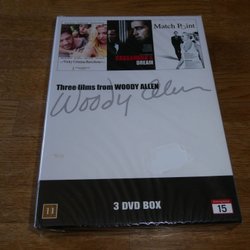 Match Point
Vicky Cristina Barcelona
CASSANDRA'S
DREAM
Three films from WOODY ALLEN
Woody Allen
3 DVD BOX
11
15